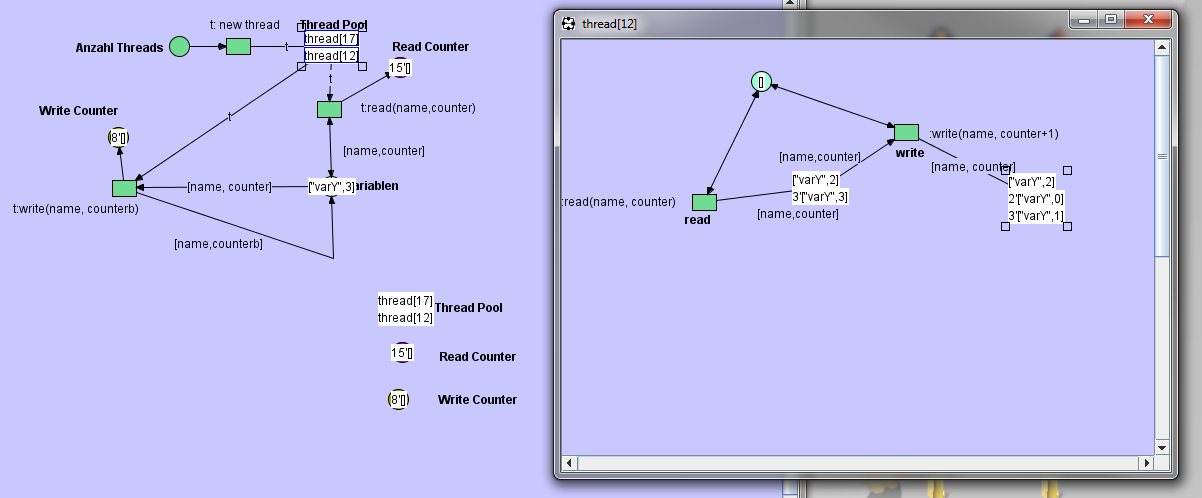 t: new thread
Thread Pool
Anzahl Threads
t
thread[17]
thread[12]
Read Counter
15'[]
t
t:read(name,counter)
Write Counter
t
8'[]
[name,counter]
[name, counter]
["varY",3]
ariablen
t:write(name, counterb)
[name,counterb]
thread[17]
thread[12]
Thread Pool
15'[]
Read Counter
8'[]
Write Counter
thread[12]
[]
:write(name, counter+1)
write
[name,counter]
[name, counter]
["varY",2]
3'["varY",3]
["varY",2]
2'["varY",0]
3'["varY",1]
:read(name, counter)
read
[name,counter]